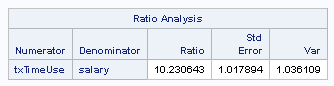 Ratio Analysis
Numerator Denominator Ratio Std Error Var
txTimeUse salary 10.230643 1.017894 1.036109